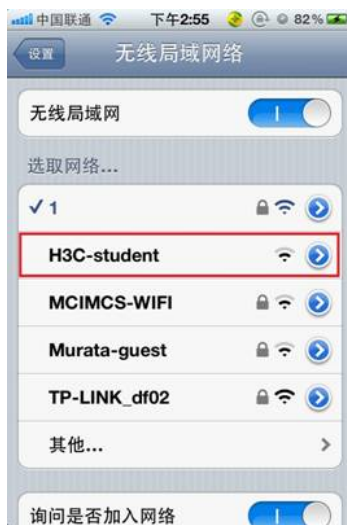 中国联通 下午2:55 82%
设置 无线局域网络
无线局域网
选取网络...
1
H3C-student
MCIMCS-WIFI
Murata-guest
TP-LINK_df02
其他...
询问是否加入网络